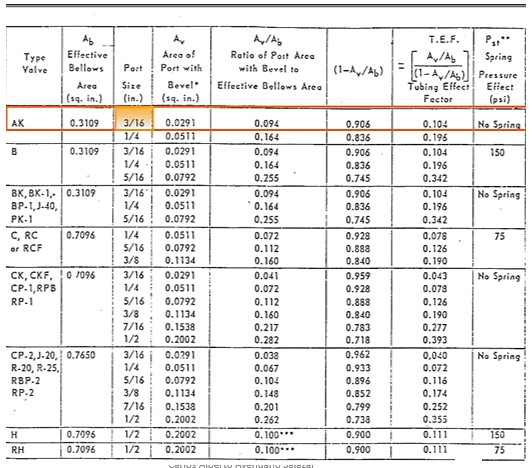 Type Valve | Ab Effective Bellows Area (sq. in.) | Port Size (in.) | Av Area of Port with Bevel* (sq. in.) | Av/Ab Ratio of Port Area with Bevel to Effective Bellows Area | (1-Av/Ab) | T.E.F. = [Av/Ab / (1-Av/Ab)] Tubing Effect Factor | Pst** Spring Pressure Effect (psi)
AK | 0.3109 | 3/16 | 0.0291 | 0.094 | 0.906 | 0.104 | No Spring
1/4 | 0.0511 | 0.164 | 0.836 | 0.196
B | 0.3109 | 3/16 | 0.0291 | 0.094 | 0.906 | 0.104 | 150
1/4 | 0.0511 | 0.164 | 0.836 | 0.196
5/16 | 0.0792 | 0.255 | 0.745 | 0.342
BK, BK-1,- | 0.3109 | 3/16 | 0.0291 | 0.094 | 0.906 | 0.104 | No Spring
BP-1, J-40, | 1/4 | 0.0511 | 0.164 | 0.836 | 0.196
PK-1 | 5/16 | 0.0792 | 0.255 | 0.745 | 0.342
C, RC | 0.7096 | 1/4 | 0.0511 | 0.072 | 0.928 | 0.078 | 75
or RCF | 5/16 | 0.0792 | 0.112 | 0.888 | 0.126
3/8 | 0.1134 | 0.160 | 0.840 | 0.190
CK, CKF, | 0 7096 | 3/16 | 0.0291 | 0.041 | 0.959 | 0.043 | No Spring
CP-1, RPB | 1/4 | 0.0511 | 0.072 | 0.928 | 0.078
RP-1 | 5/16 | 0.0792 | 0.112 | 0.888 | 0.126
3/8 | 0.1134 | 0.160 | 0.840 | 0.190
7/16 | 0.1538 | 0.217 | 0.783 | 0.277
1/2 | 0.2002 | 0.282 | 0.718 | 0.393
CP-2, J-20, | 0.7650 | 3/16 | 0.0291 | 0.038 | 0.962 | 0,040 | No Spring
R-20, R-25, | 1/4 | 0.0511 | 0.067 | 0.933 | 0.072
RBP-2 | 5/16 | 0.0792 | 0.104 | 0.896 | 0.116
RP-2 | 3/8 | 0.1134 | 0.148 | 0.852 | 0.174
7/16 | 0.1538 | 0.201 | 0.799 | 0.252
1/2 | 0.2002 | 0.262 | 0.738 | 0.355
H | 0.7096 | 1/2 | 0.2002 | 0.100*** | 0.900 | 0.111 | 150
RH | 0.7096 | 1/2 | 0.2002 | 0.100*** | 0.900 | 0.111 | 75
Carlos Alberto Avendaño Salazar